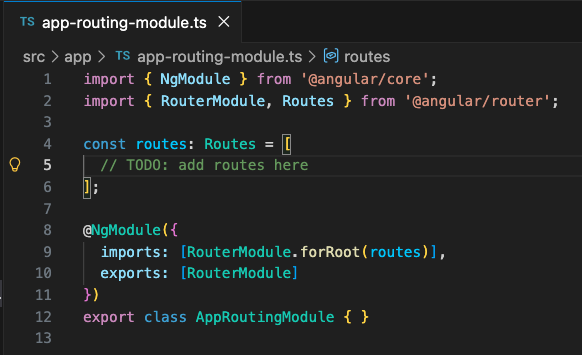 TS app-routing-module.ts ×
src > app > TS app-routing-module.ts > routes
1 import { NgModule } from '@angular/core';
2 import { RouterModule, Routes } from '@angular/router';
3
4 const routes: Routes = [
5   // TODO: add routes here
6 ];
7
8 @NgModule({
9   imports: [RouterModule.forRoot(routes)],
10   exports: [RouterModule]
11 })
12 export class AppRoutingModule { }
13